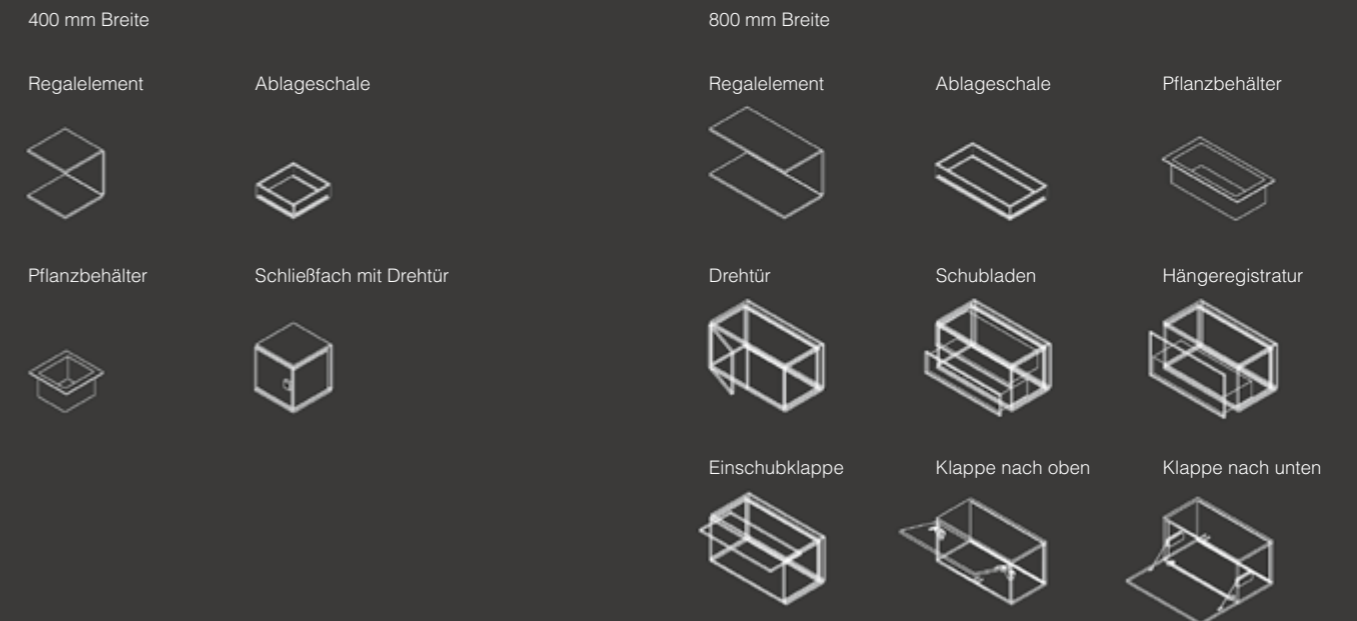 400 mm Breite
Regalelement
Ablageschale
Pflanzbehälter
Schließfach mit Drehtür
800 mm Breite
Regalelement
Ablageschale
Pflanzbehälter
Drehtür
Schubladen
Hängeregistratur
Einschubklappe
Klappe nach oben
Klappe nach unten